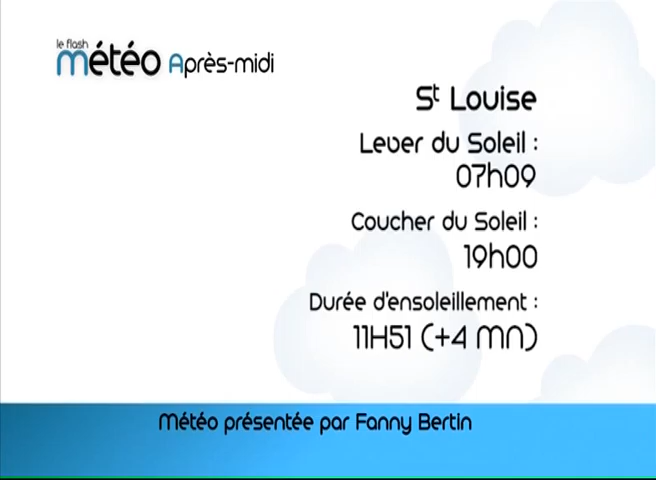 le flash
météo Après-midi
St Louise
Lever du Soleil :
07h09
Coucher du Soleil :
19h00
Durée d'ensoleillement :
11H51 (+4 MN)
Météo présentée par Fanny Bertin